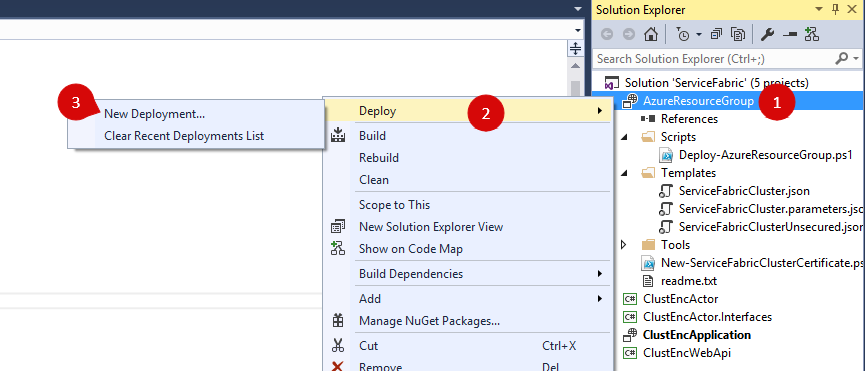 Solution Explorer
Search Solution Explorer (Ctrl+;)
Solution 'ServiceFabric' (5 projects)
AzureResourceGroup
1
References
Scripts
Deploy-AzureResourceGroup.ps1
Templates
ServiceFabricCluster.json
ServiceFabricCluster.parameters.jso
ServiceFabricClusterUnsecured.json
Tools
New-ServiceFabricClusterCertificate.ps
readme.txt
C# ClustEncActor
C# ClustEncActor.Interfaces
ClustEncApplication
C# ClustEncWebApi
Deploy
2
Build
Rebuild
Clean
Scope to This
New Solution Explorer View
Show on Code Map
Build Dependencies
Add
Manage NuGet Packages...
Cut Ctrl+X
Remove Del
3
New Deployment...
Clear Recent Deployments List